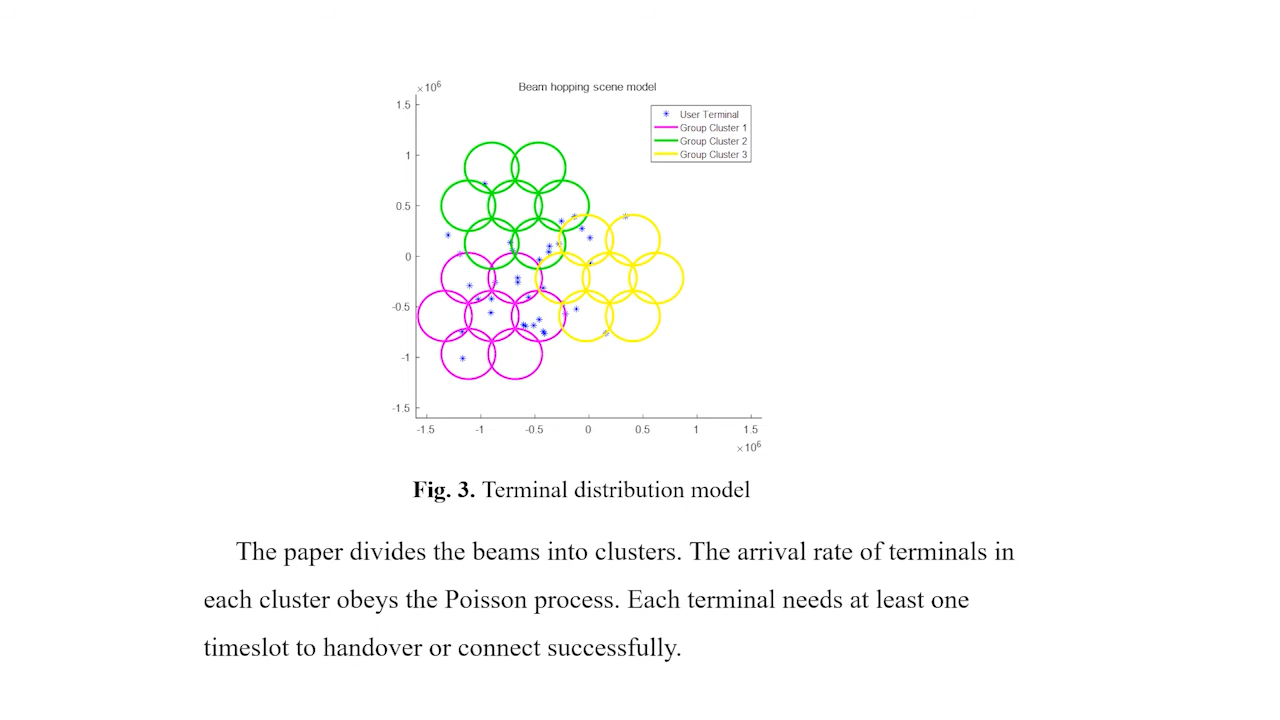 ×10⁶
Beam hopping scene model
User Terminal
Group Cluster 1
Group Cluster 2
Group Cluster 3
1.5
1
0.5
0
-0.5
-1
-1.5
-1.5 -1 -0.5 0 0.5 1 1.5
×10⁶
Fig. 3. Terminal distribution model
The paper divides the beams into clusters. The arrival rate of terminals in
each cluster obeys the Poisson process. Each terminal needs at least one
timeslot to handover or connect successfully.